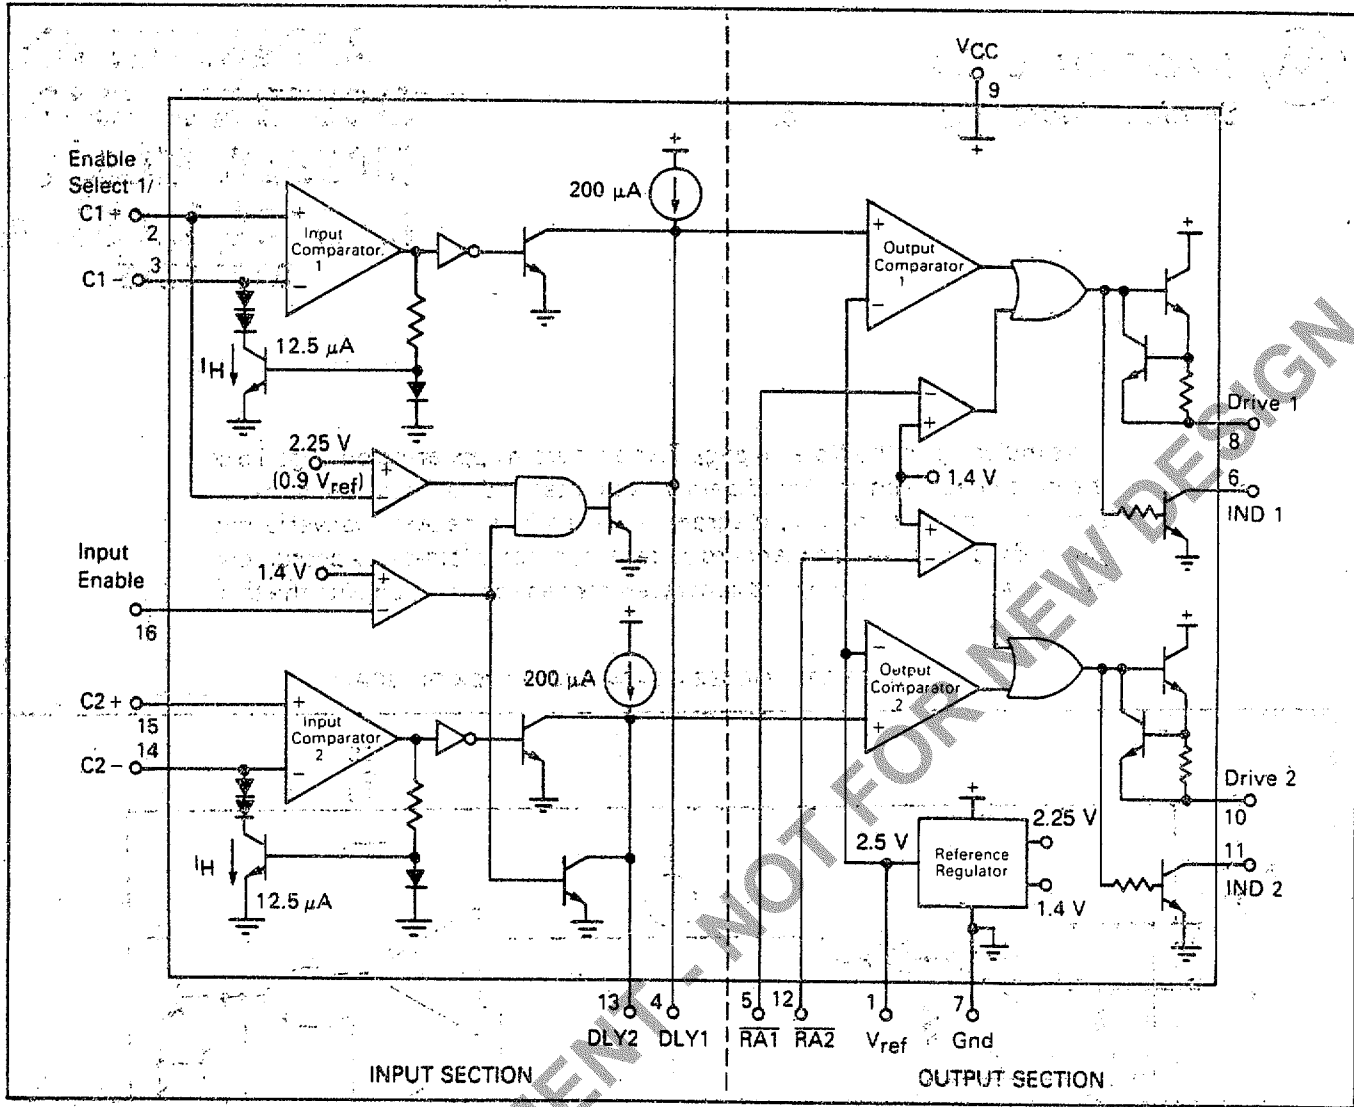 VCC
9
Enable
Select 1/
C1 +
2
3
C1 -
+
Input
Comparator
1
-
200 µA
+
+
Output
Comparator
1
-
+
IH
12.5 µA
2.25 V
(0.9 Vref)
+
-
-
+
1.4 V
Drive 1
8
6
IND 1
Input
Enable
16
1.4 V
+
-
+
-
200 µA
+
C2 +
15
14
C2 -
+
Input
Comparator
2
-
-
Output
Comparator
2
+
+
Drive 2
10
11
IND 2
IH
12.5 µA
2.5 V
+
Reference
Regulator
2.25 V
1.4 V
13
DLY2
4
DLY1
5
RA1
12
RA2
1
Vref
7
Gnd
INPUT SECTION
OUTPUT SECTION
MENT - NOT FOR NEW DESIGN